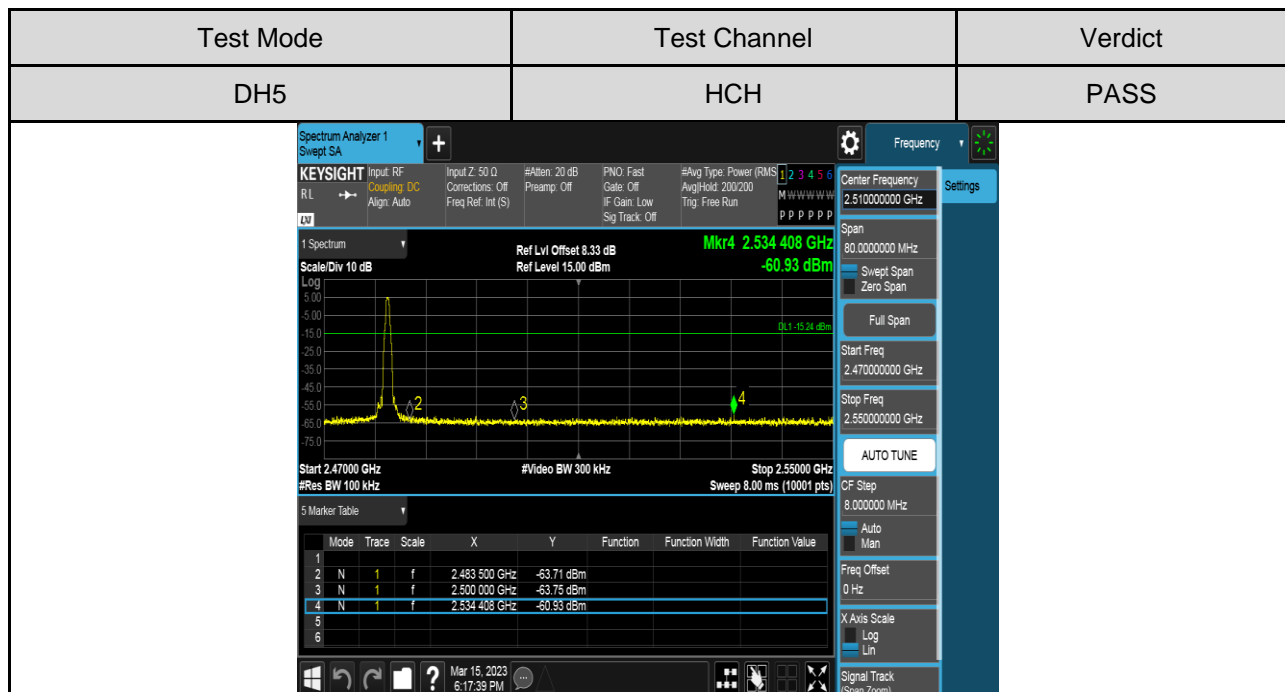 Test Mode Test Channel Verdict
DH5 HCH PASS
Spectrum Analyzer 1
Swept SA
+
Frequency
KEYSIGHT Input: RF Input Z: 50 Ω #Atten: 20 dB PNO: Fast #Avg Type: Power (RMS 1 2 3 4 5 6
RL Coupling: DC Corrections: Off Preamp: Off Gate: Off Avg|Hold: 200/200 M W W W W W
Align: Auto Freq Ref: Int (S) IF Gain: Low Trig: Free Run
LXI Sig Track: Off P P P P P P
Center Frequency
2.510000000 GHz
Settings
Span
80.0000000 MHz
Swept Span
Zero Span
Full Span
Start Freq
2.470000000 GHz
Stop Freq
2.550000000 GHz
AUTO TUNE
CF Step
8.000000 MHz
Auto
Man
Freq Offset
0 Hz
X Axis Scale
Log
Lin
Signal Track
(Span Zoom)
1 Spectrum
Scale/Div 10 dB
Ref Lvl Offset 8.33 dB
Ref Level 15.00 dBm
Mkr4 2.534 408 GHz
-60.93 dBm
Log
5.00
-5.00
-15.0
DL1 -15.24 dBm
-25.0
-35.0
-45.0
-55.0
2 3 4
-65.0
-75.0
Start 2.47000 GHz #Video BW 300 kHz Stop 2.55000 GHz
#Res BW 100 kHz Sweep 8.00 ms (10001 pts)
5 Marker Table
Mode Trace Scale X Y Function Function Width Function Value
1
2 N 1 f 2.483 500 GHz -63.71 dBm
3 N 1 f 2.500 000 GHz -63.75 dBm
4 N 1 f 2.534 408 GHz -60.93 dBm
5
6
? Mar 15, 2023
6:17:39 PM